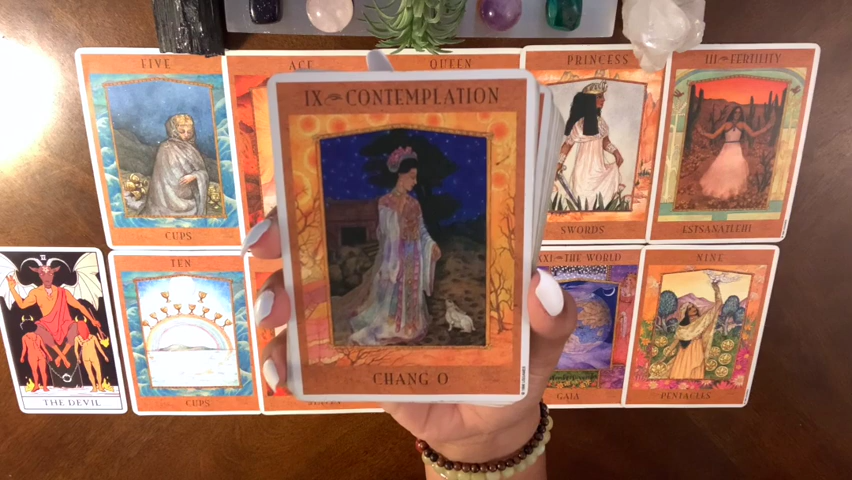 FIVE
ACE
QUEEN
PRINCESS
III FERTILITY
IX CONTEMPLATION
CUPS
SWORDS
ESTSANATLEHI
TEN
XXI THE WORLD
NINE
CHANG O
THE DEVIL
CUPS
GAIA
PENTACLES